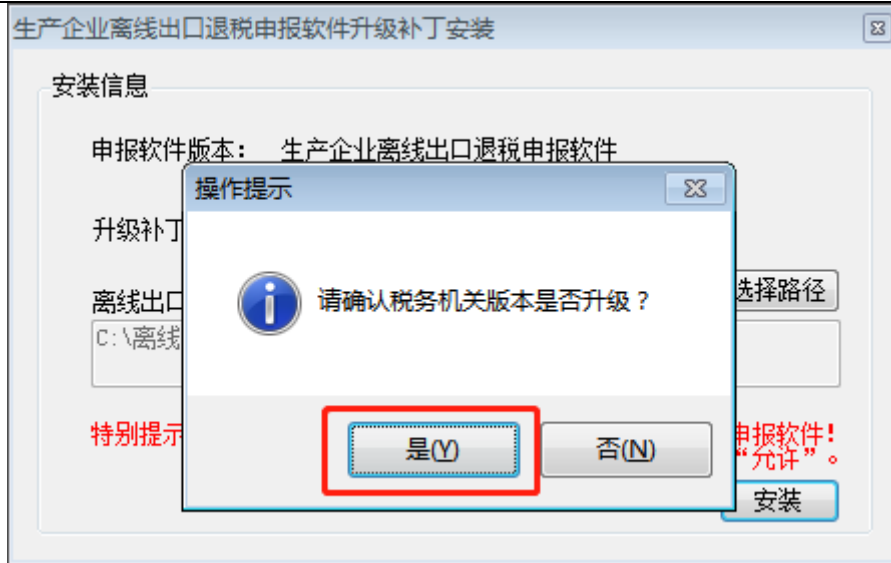 生产企业离线出口退税申报软件升级补丁安装
安装信息
申报软件版本： 生产企业离线出口退税申报软件
操作提示
升级补丁
请确认税务机关版本是否升级？
离线出口
选择路径
C:\离线
特别提示
申报软件！
“允许”。
是(Y)
否(N)
安装